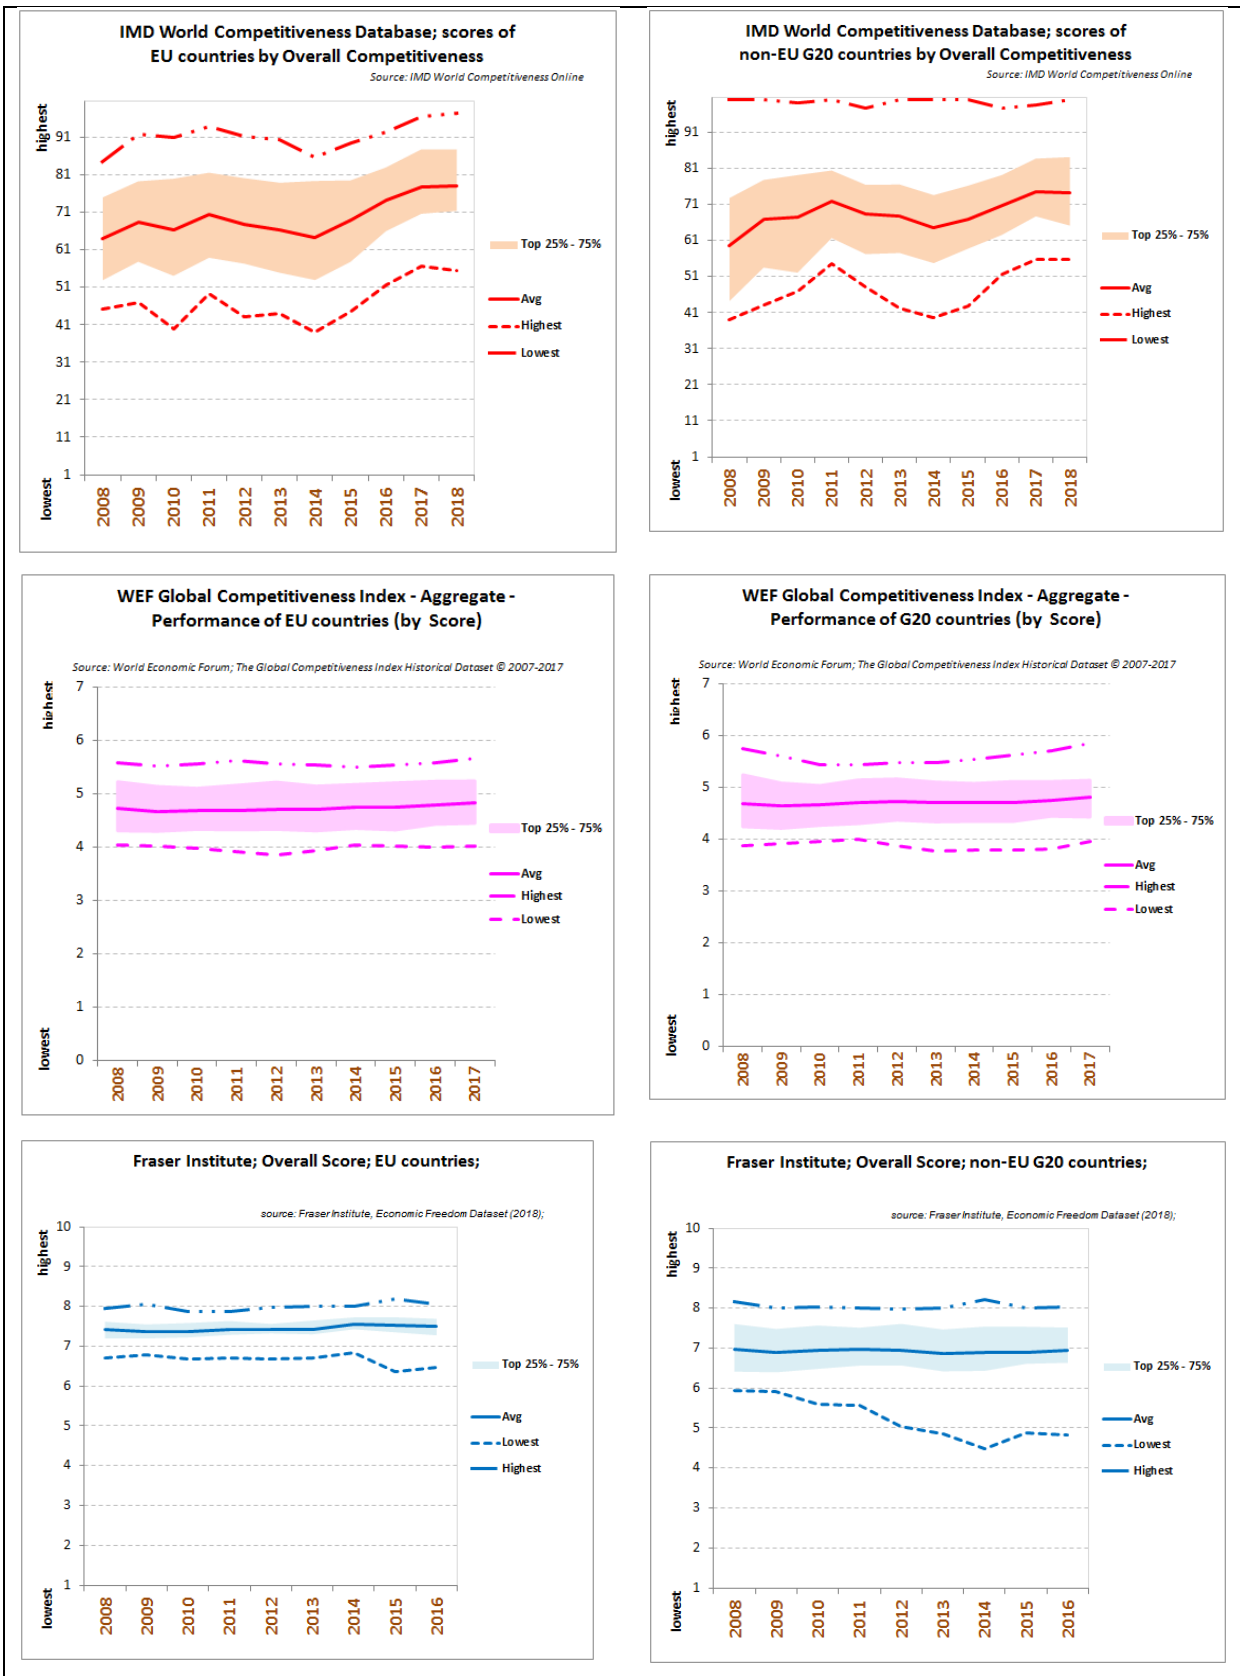 IMD World Competitiveness Database; scores of
EU countries by Overall Competitiveness
Source: IMD World Competitiveness Online
highest
91
81
71
61
51
41
31
21
11
1
lowest
2008
2009
2010
2011
2012
2013
2014
2015
2016
2017
2018
Top 25% - 75%
Avg
Highest
Lowest
IMD World Competitiveness Database; scores of
non-EU G20 countries by Overall Competitiveness
Source: IMD World Competitiveness Online
highest
91
81
71
61
51
41
31
21
11
1
lowest
2008
2009
2010
2011
2012
2013
2014
2015
2016
2017
2018
Top 25% - 75%
Avg
Highest
Lowest
WEF Global Competitiveness Index - Aggregate -
Performance of EU countries (by Score)
Source: World Economic Forum; The Global Competitiveness Index Historical Dataset © 2007-2017
highest
7
6
5
4
3
2
1
0
lowest
2008
2009
2010
2011
2012
2013
2014
2015
2016
2017
Top 25% - 75%
Avg
Highest
Lowest
WEF Global Competitiveness Index - Aggregate -
Performance of G20 countries (by Score)
Source: World Economic Forum; The Global Competitiveness Index Historical Dataset © 2007-2017
highest
7
6
5
4
3
2
1
0
lowest
2008
2009
2010
2011
2012
2013
2014
2015
2016
2017
Top 25% - 75%
Avg
Highest
Lowest
Fraser Institute; Overall Score; EU countries;
source: Fraser Institute, Economic Freedom Dataset (2018);
highest
10
9
8
7
6
5
4
3
2
1
lowest
2008
2009
2010
2011
2012
2013
2014
2015
2016
Top 25% - 75%
Avg
Lowest
Highest
Fraser Institute; Overall Score; non-EU G20 countries;
source: Fraser Institute, Economic Freedom Dataset (2018);
highest
10
9
8
7
6
5
4
3
2
1
lowest
2008
2009
2010
2011
2012
2013
2014
2015
2016
Top 25% - 75%
Avg
Lowest
Highest